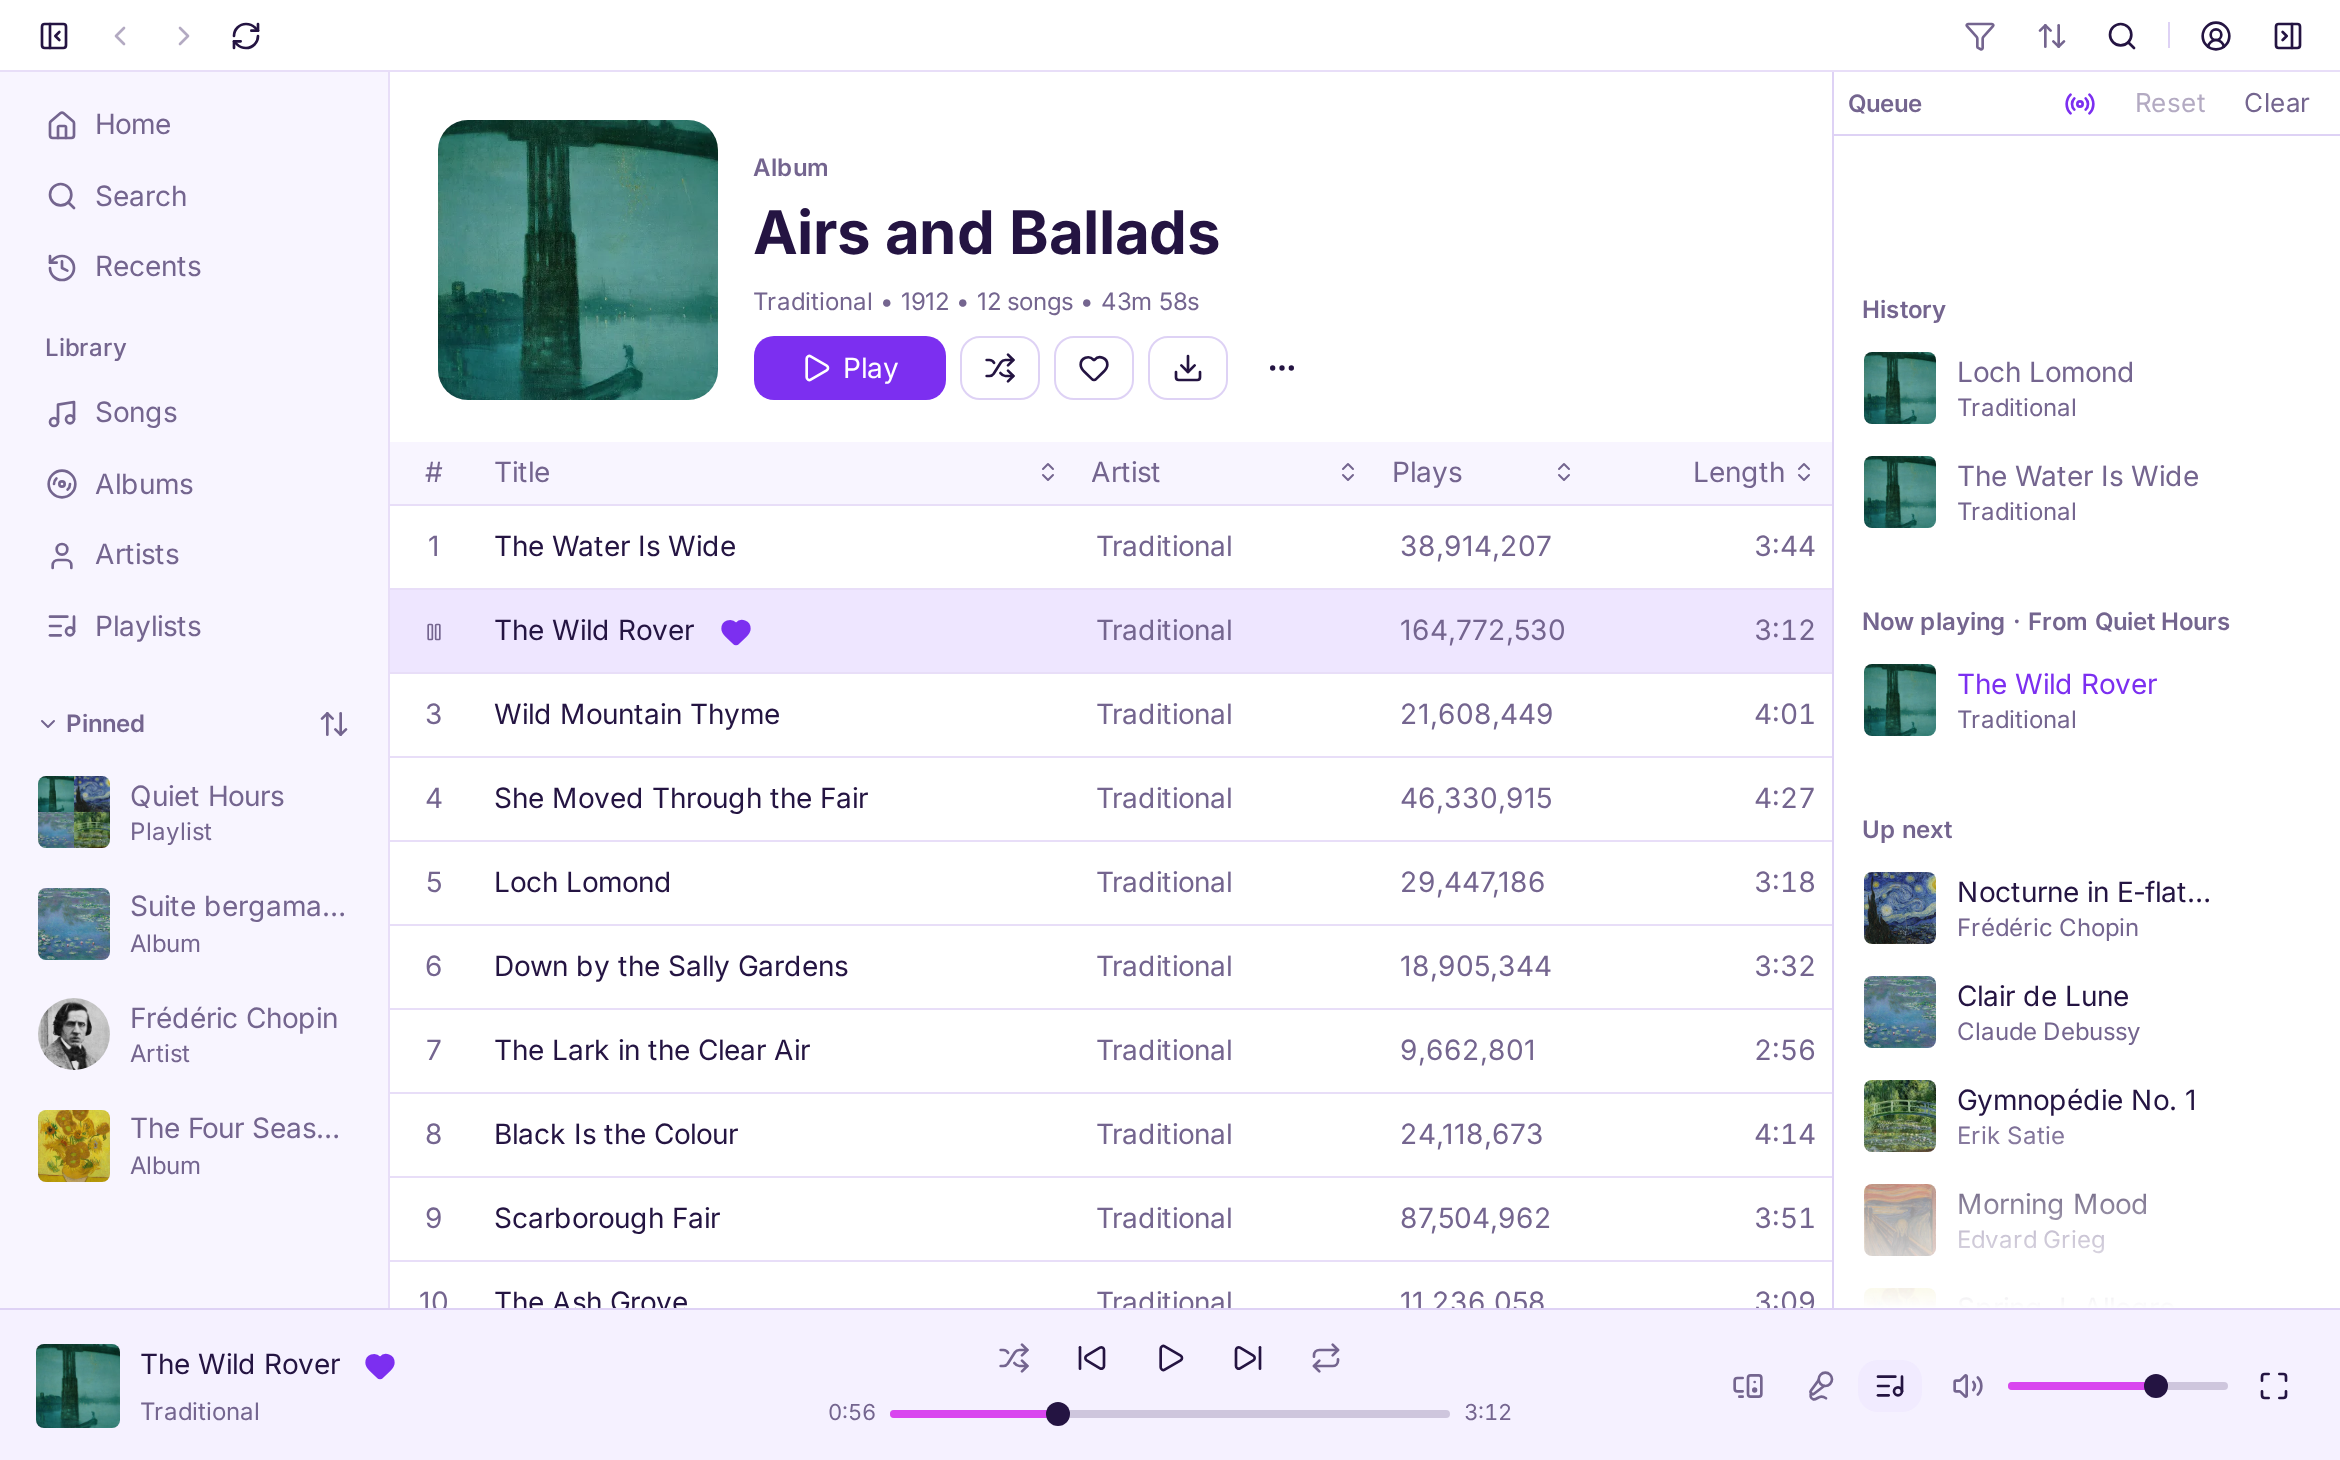 Home
Search
Recents
Library
Songs
Albums
Artists
Playlists
Pinned
Quiet Hours
Playlist
Suite bergama...
Album
Frédéric Chopin
Artist
The Four Seas...
Album
Album
Airs and Ballads
Traditional • 1912 • 12 songs • 43m 58s
Play
# Title Artist Plays Length
1 The Water Is Wide Traditional 38,914,207 3:44
The Wild Rover Traditional 164,772,530 3:12
3 Wild Mountain Thyme Traditional 21,608,449 4:01
4 She Moved Through the Fair Traditional 46,330,915 4:27
5 Loch Lomond Traditional 29,447,186 3:18
6 Down by the Sally Gardens Traditional 18,905,344 3:32
7 The Lark in the Clear Air Traditional 9,662,801 2:56
8 Black Is the Colour Traditional 24,118,673 4:14
9 Scarborough Fair Traditional 87,504,962 3:51
10 The Ash Grove Traditional 11,236,058 3:09
Queue Reset Clear
History
Loch Lomond
Traditional
The Water Is Wide
Traditional
Now playing · From Quiet Hours
The Wild Rover
Traditional
Up next
Nocturne in E-flat...
Frédéric Chopin
Clair de Lune
Claude Debussy
Gymnopédie No. 1
Erik Satie
Morning Mood
Edvard Grieg
The Wild Rover
Traditional
0:56 3:12